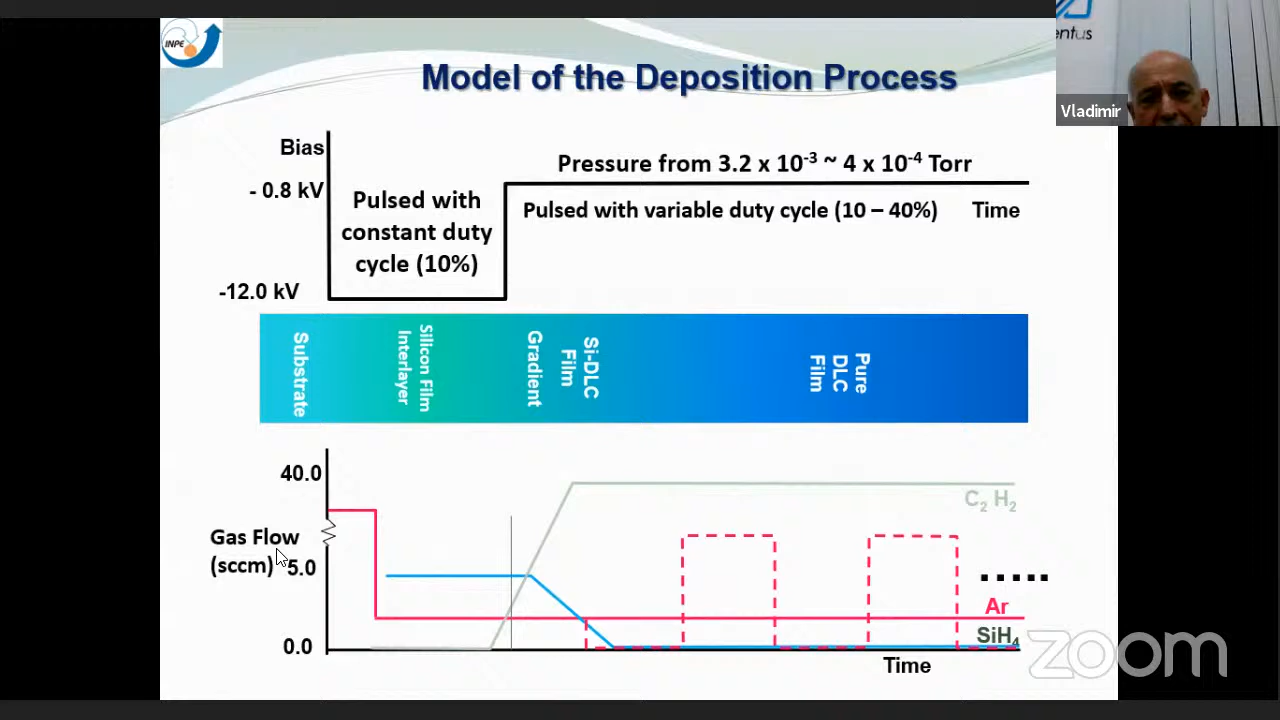 INPE
Model of the Deposition Process
entus
Vladimir
Bias
- 0.8 kV
-12.0 kV
Pulsed with
constant duty
cycle (10%)
Pressure from 3.2 x 10⁻³ ~ 4 x 10⁻⁴ Torr
Pulsed with variable duty cycle (10 – 40%)
Time
Substrate
Silicon Film
Interlayer
Gradient
Si-DLC
Film
Pure
DLC
Film
40.0
Gas Flow
(sccm)
5.0
0.0
C₂ H₂
.....
Ar
SiH₄
Time
zoom